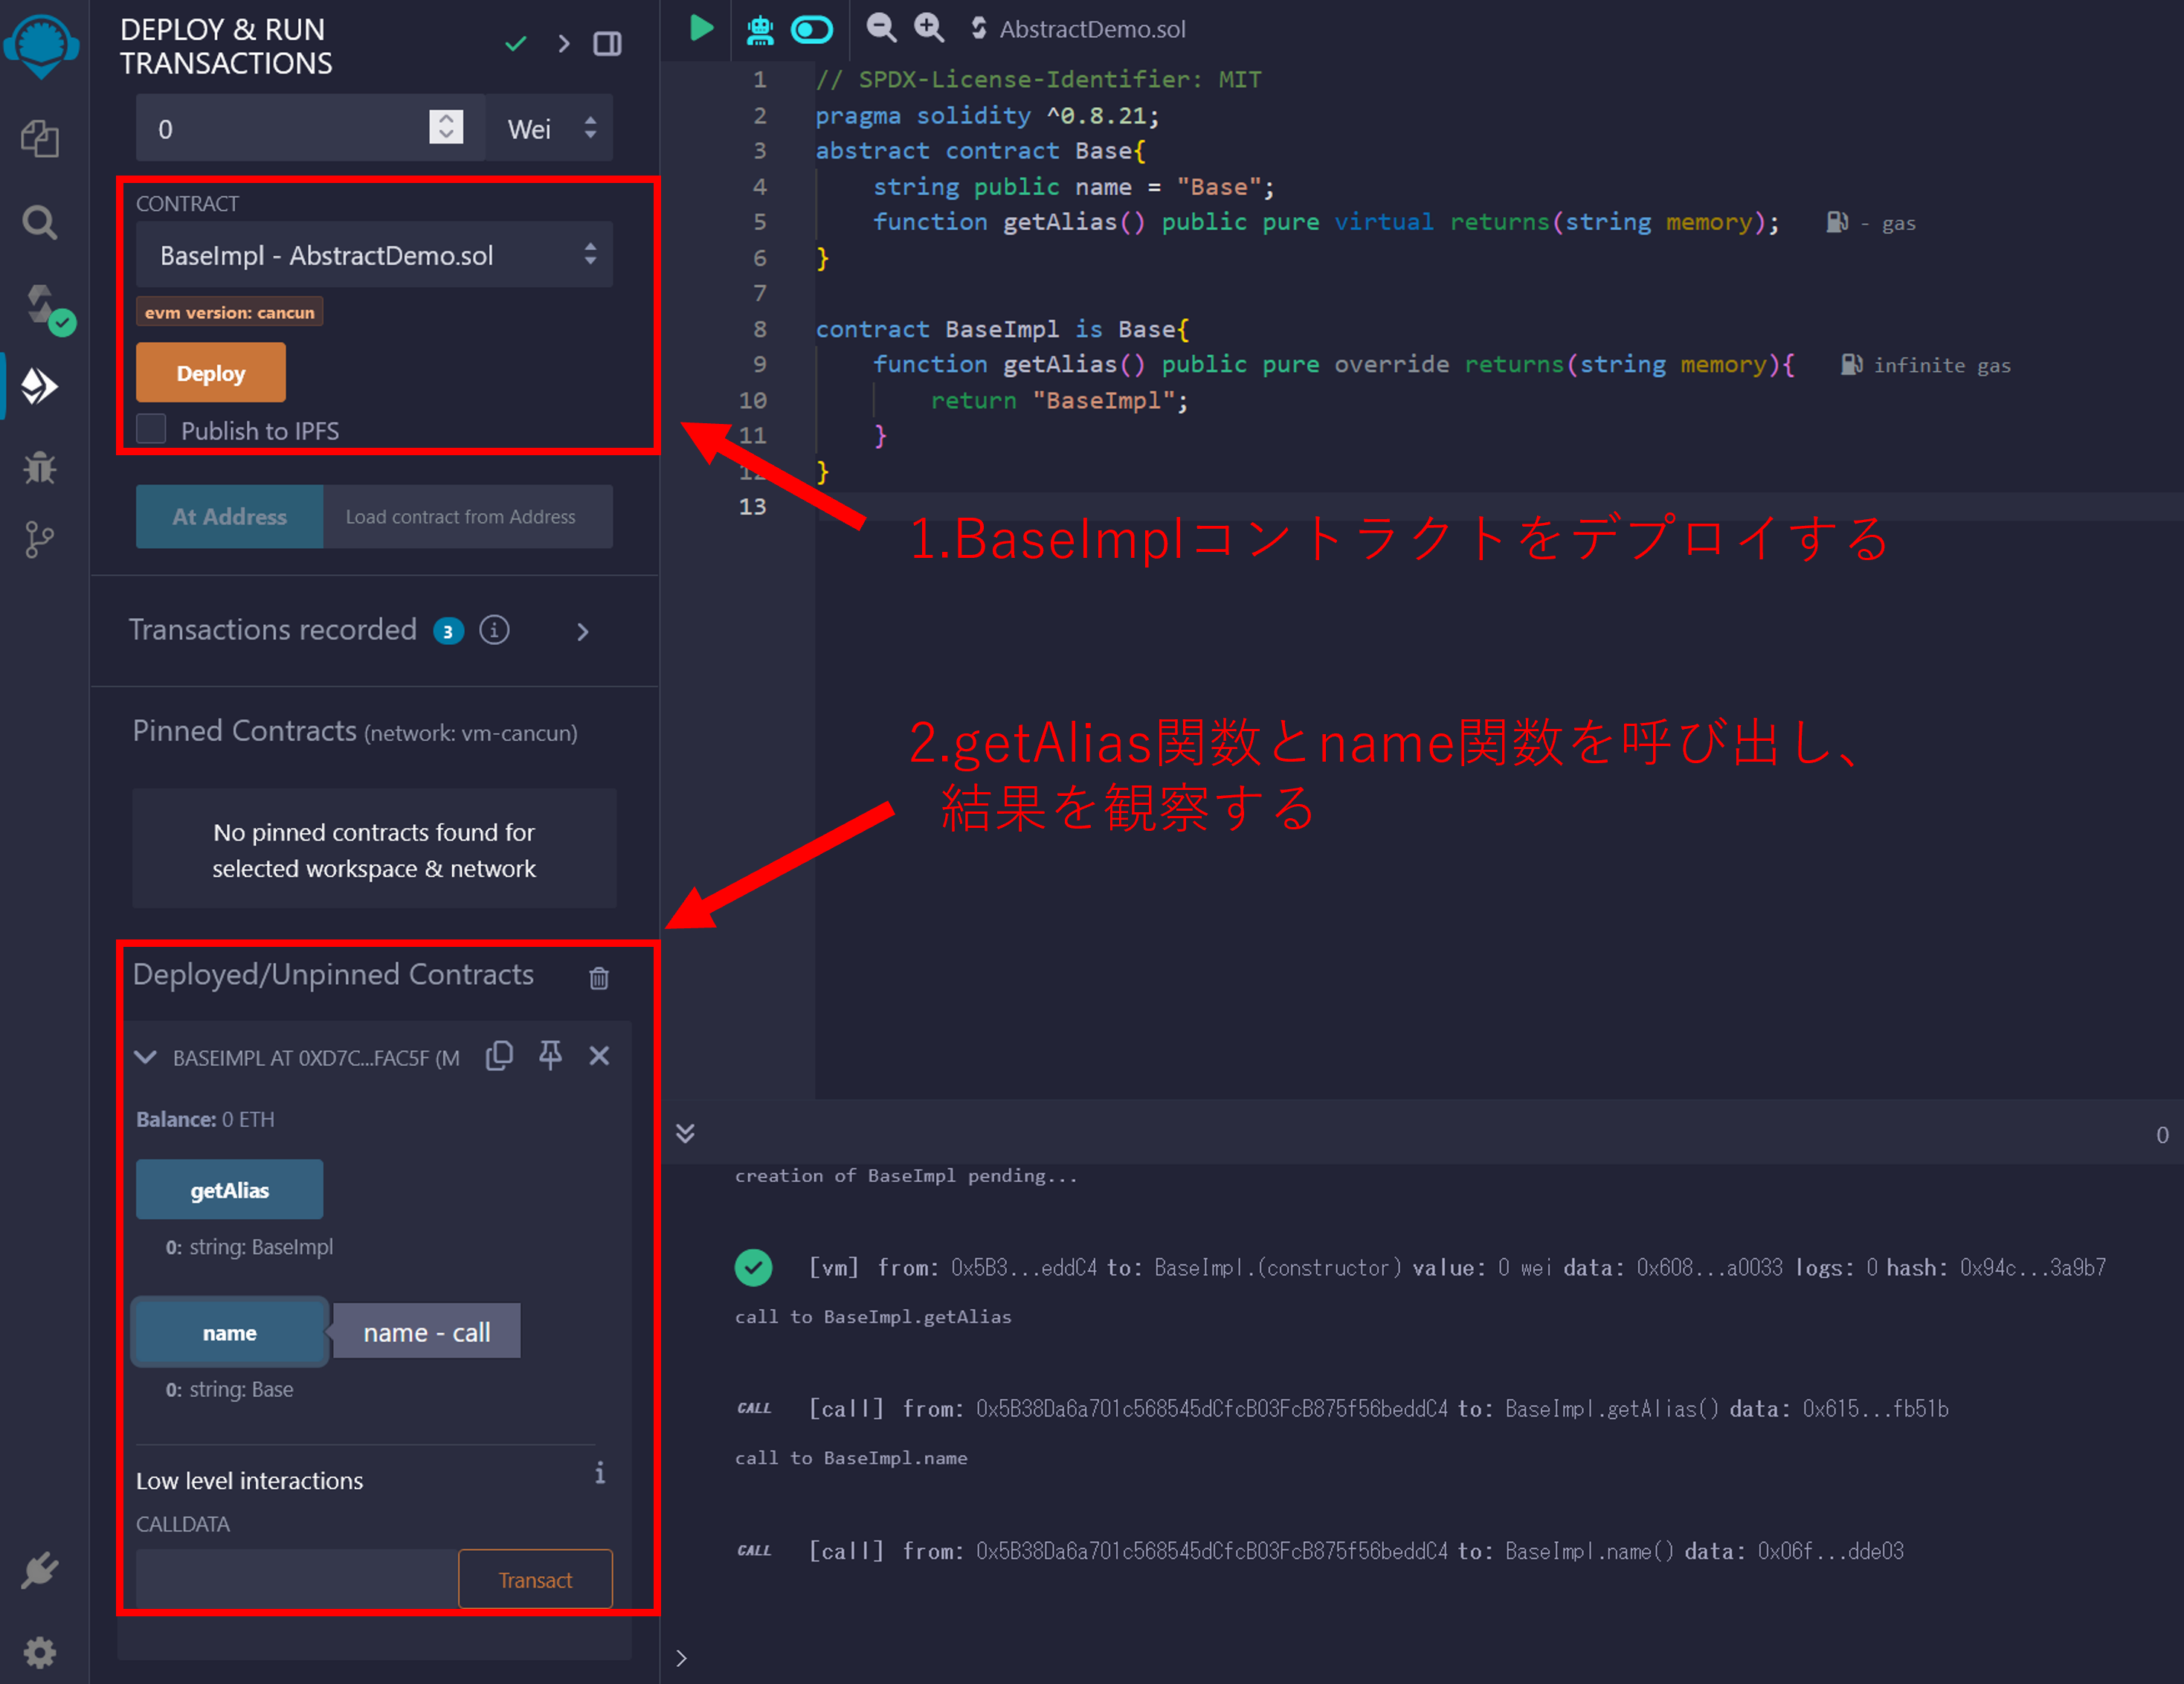 DEPLOY & RUN
TRANSACTIONS
0
Wei
CONTRACT
BaseImpl - AbstractDemo.sol
evm version: cancun
Deploy
Publish to IPFS
At Address
Load contract from Address
Transactions recorded 3
Pinned Contracts (network: vm-cancun)
No pinned contracts found for
selected workspace & network
Deployed/Unpinned Contracts
BASEIMPL AT 0XD7C...FAC5F (M
Balance: 0 ETH
getAlias
0: string: BaseImpl
name
name - call
0: string: Base
Low level interactions
CALLDATA
Transact
AbstractDemo.sol
1 // SPDX-License-Identifier: MIT
2 pragma solidity ^0.8.21;
3 abstract contract Base{
4 string public name = "Base";
5 function getAlias() public pure virtual returns(string memory); - gas
6 }
7
8 contract BaseImpl is Base{
9 function getAlias() public pure override returns(string memory){ infinite gas
10 return "BaseImpl";
11 }
12 }
13
1.BaseImplコントラクトをデプロイする
2.getAlias関数とname関数を呼び出し、
結果を観察する
0
creation of BaseImpl pending...
[vm] from: 0x5B3...eddC4 to: BaseImpl.(constructor) value: 0 wei data: 0x608...a0033 logs: 0 hash: 0x94c...3a9b7
call to BaseImpl.getAlias
CALL [call] from: 0x5B38Da6a701c568545dCfcB03FcB875f56beddC4 to: BaseImpl.getAlias() data: 0x615...fb51b
call to BaseImpl.name
CALL [call] from: 0x5B38Da6a701c568545dCfcB03FcB875f56beddC4 to: BaseImpl.name() data: 0x06f...dde03
>